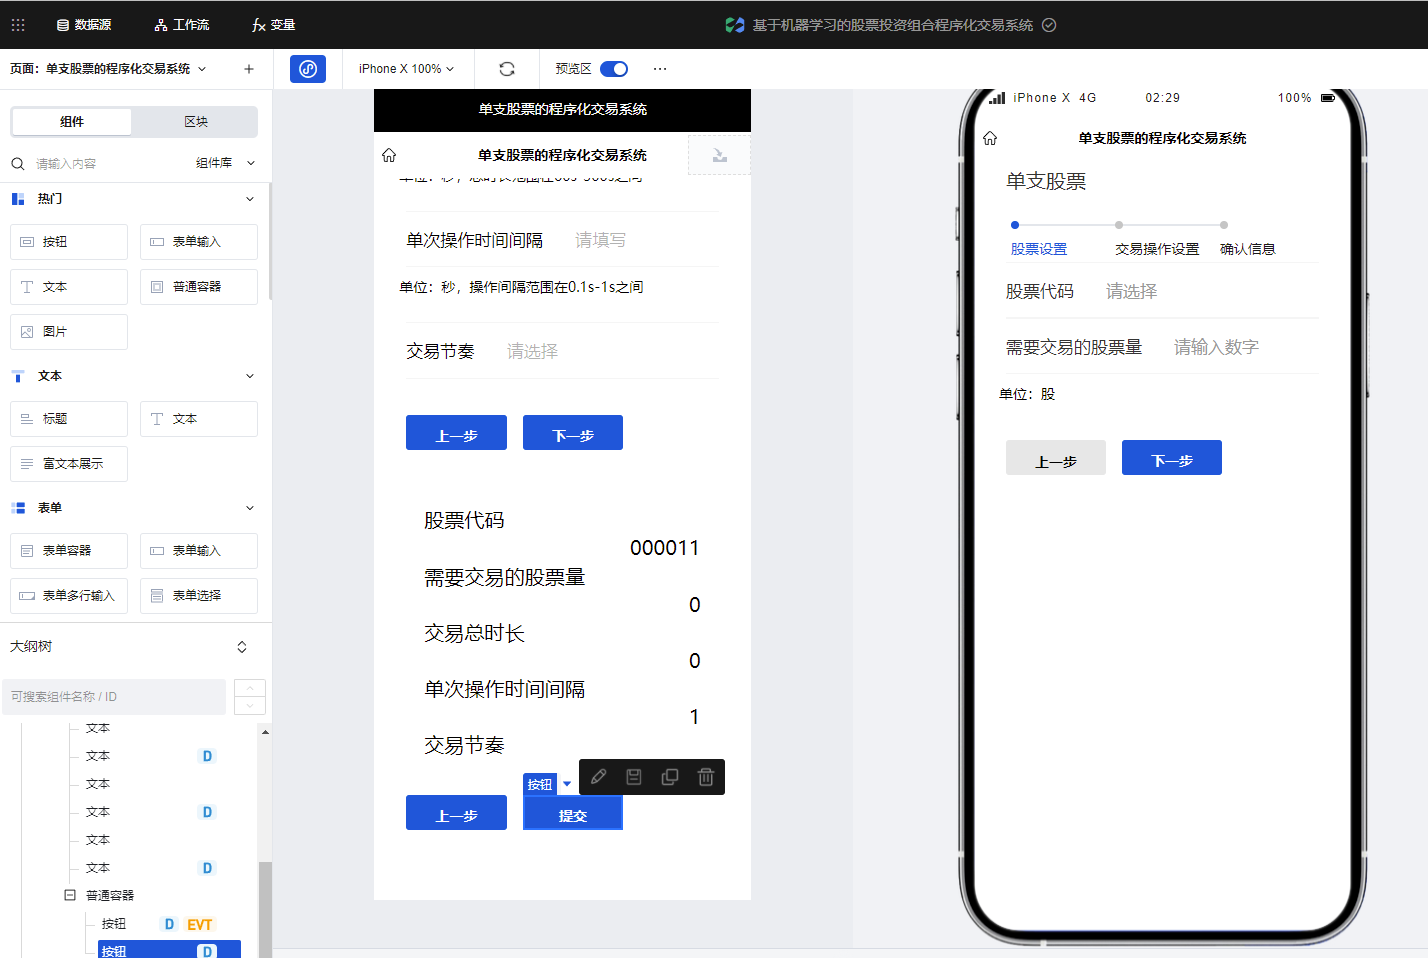 数据源
工作流
变量
基于机器学习的股票投资组合程序化交易系统
页面：单支股票的程序化交易系统
iPhone X 100%
预览区
组件
区块
请输入内容
组件库
热门
按钮
表单输入
文本
普通容器
图片
文本
标题
文本
富文本展示
表单
表单容器
表单输入
表单多行输入
表单选择
大纲树
可搜索组件名称 / ID
文本
文本 D
文本
文本 D
文本
文本 D
普通容器
按钮 D EVT
按钮 D
单支股票的程序化交易系统
单支股票的程序化交易系统
单次操作时间间隔 请填写
单位：秒，操作间隔范围在0.1s-1s之间
交易节奏 请选择
上一步
下一步
股票代码
000011
需要交易的股票量
0
交易总时长
0
单次操作时间间隔
1
交易节奏
按钮
上一步
提交
iPhone X 4G 02:29 100%
单支股票的程序化交易系统
单支股票
股票设置
交易操作设置
确认信息
股票代码 请选择
需要交易的股票量 请输入数字
单位：股
上一步
下一步